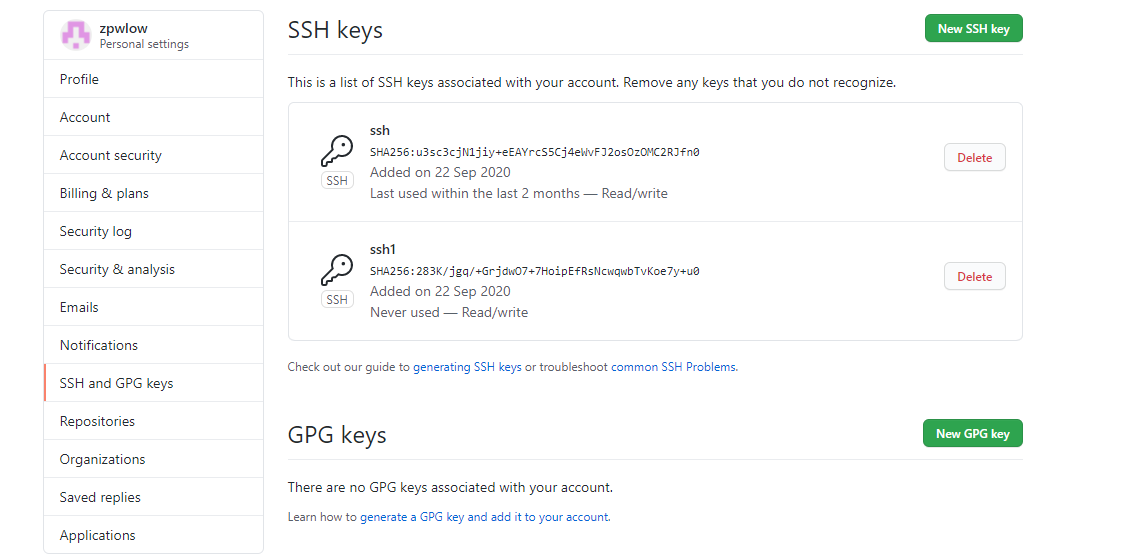 zpwlow
Personal settings
Profile
Account
Account security
Billing & plans
Security log
Security & analysis
Emails
Notifications
SSH and GPG keys
Repositories
Organizations
Saved replies
Applications
SSH keys
New SSH key
This is a list of SSH keys associated with your account. Remove any keys that you do not recognize.
ssh
SHA256:u3sc3cjN1jiy+eEAYrcS5Cj4eWvFJ2osOzOMC2RJfn0
SSH
Added on 22 Sep 2020
Last used within the last 2 months — Read/write
Delete
ssh1
SHA256:283K/jgq/+GrjdwO7+7HoipEfRsNcwqwbTvKoe7y+u0
SSH
Added on 22 Sep 2020
Never used — Read/write
Delete
Check out our guide to generating SSH keys or troubleshoot common SSH Problems.
GPG keys
New GPG key
There are no GPG keys associated with your account.
Learn how to generate a GPG key and add it to your account.